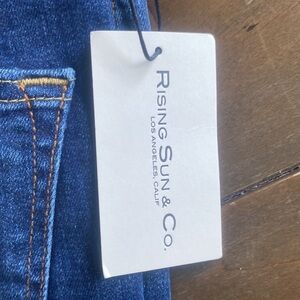 RISING SUN & CO.
LOS ANGELES, CALIF